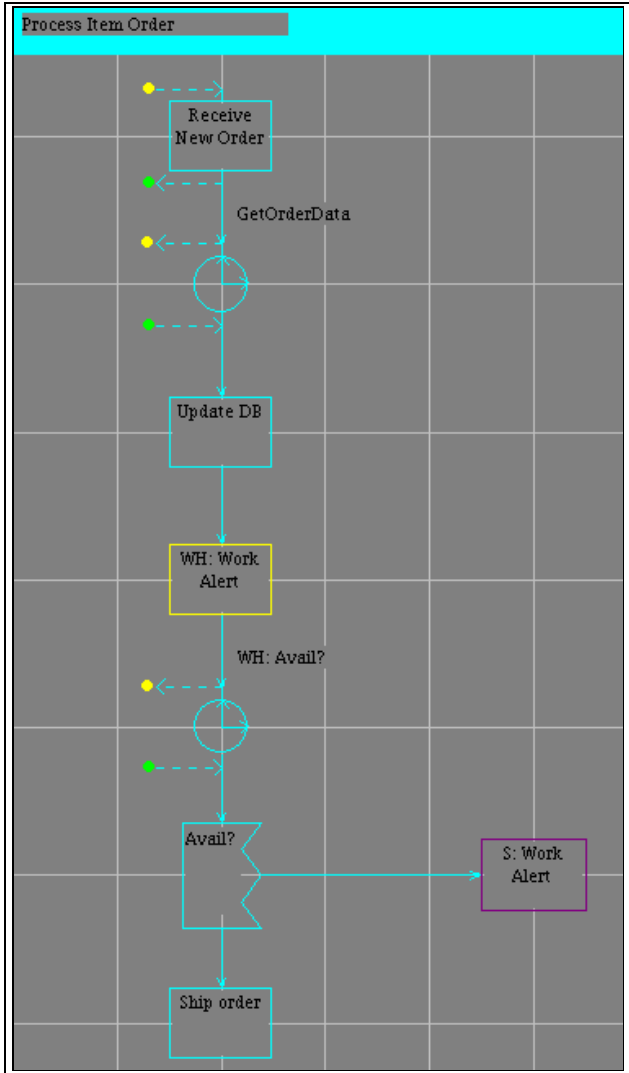 Process Item Order
Receive
New Order
GetOrderData
Update DB
WH: Work
Alert
WH: Avail?
Avail?
S: Work
Alert
Ship order